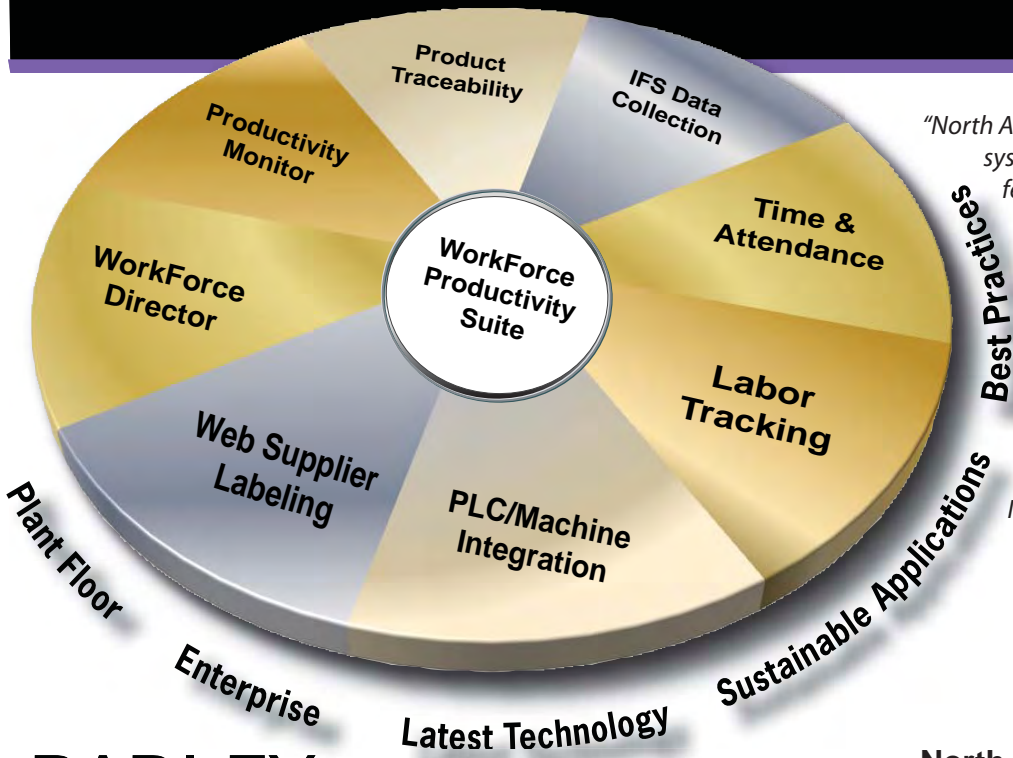 Product
Traceability
IFS Data
Collection
Productivity
Monitor
Time &
Attendance
WorkForce
Director
WorkForce
Productivity
Suite
Labor
Tracking
Web Supplier
Labeling
PLC/Machine
Integration
Plant Floor
Enterprise
Latest Technology
Sustainable Applications
Best Practices
"North A
sys
North